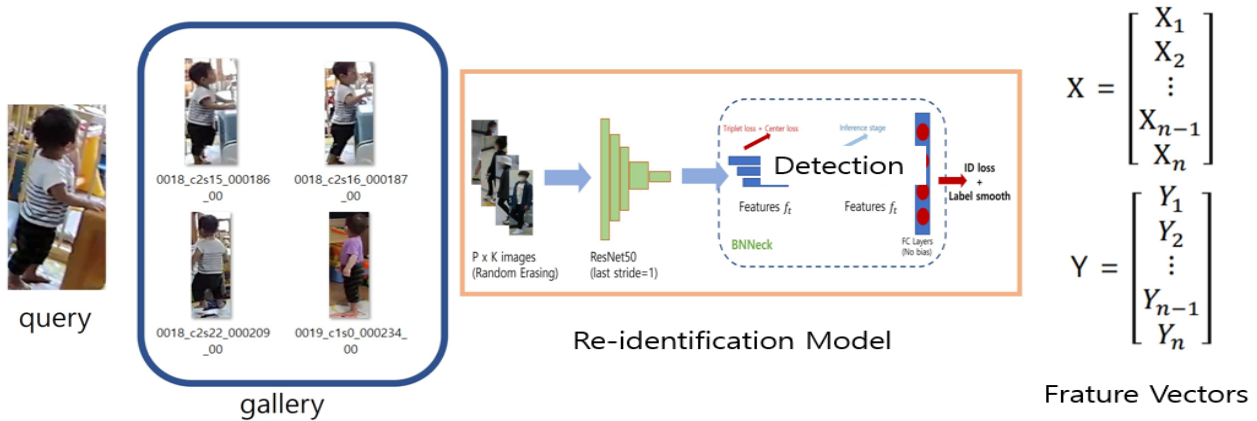 query
0018_c2s15_000186
_00
0018_c2s16_000187
_00
0018_c2s22_000209
_00
0019_c1s0_000234_
00
gallery
P x K images
(Random Erasing)
ResNet50
(last stride=1)
Triplet loss + Center loss
Inference stage
Detection
Features f_t
Features f_t
BNNeck
FC Layers
(No bias)
ID loss
+
Label smooth
Re-identification Model
X =
X₁
X₂
⋮
Xₙ₋₁
Xₙ
Y =
Y₁
Y₂
⋮
Yₙ₋₁
Yₙ
Frature Vectors